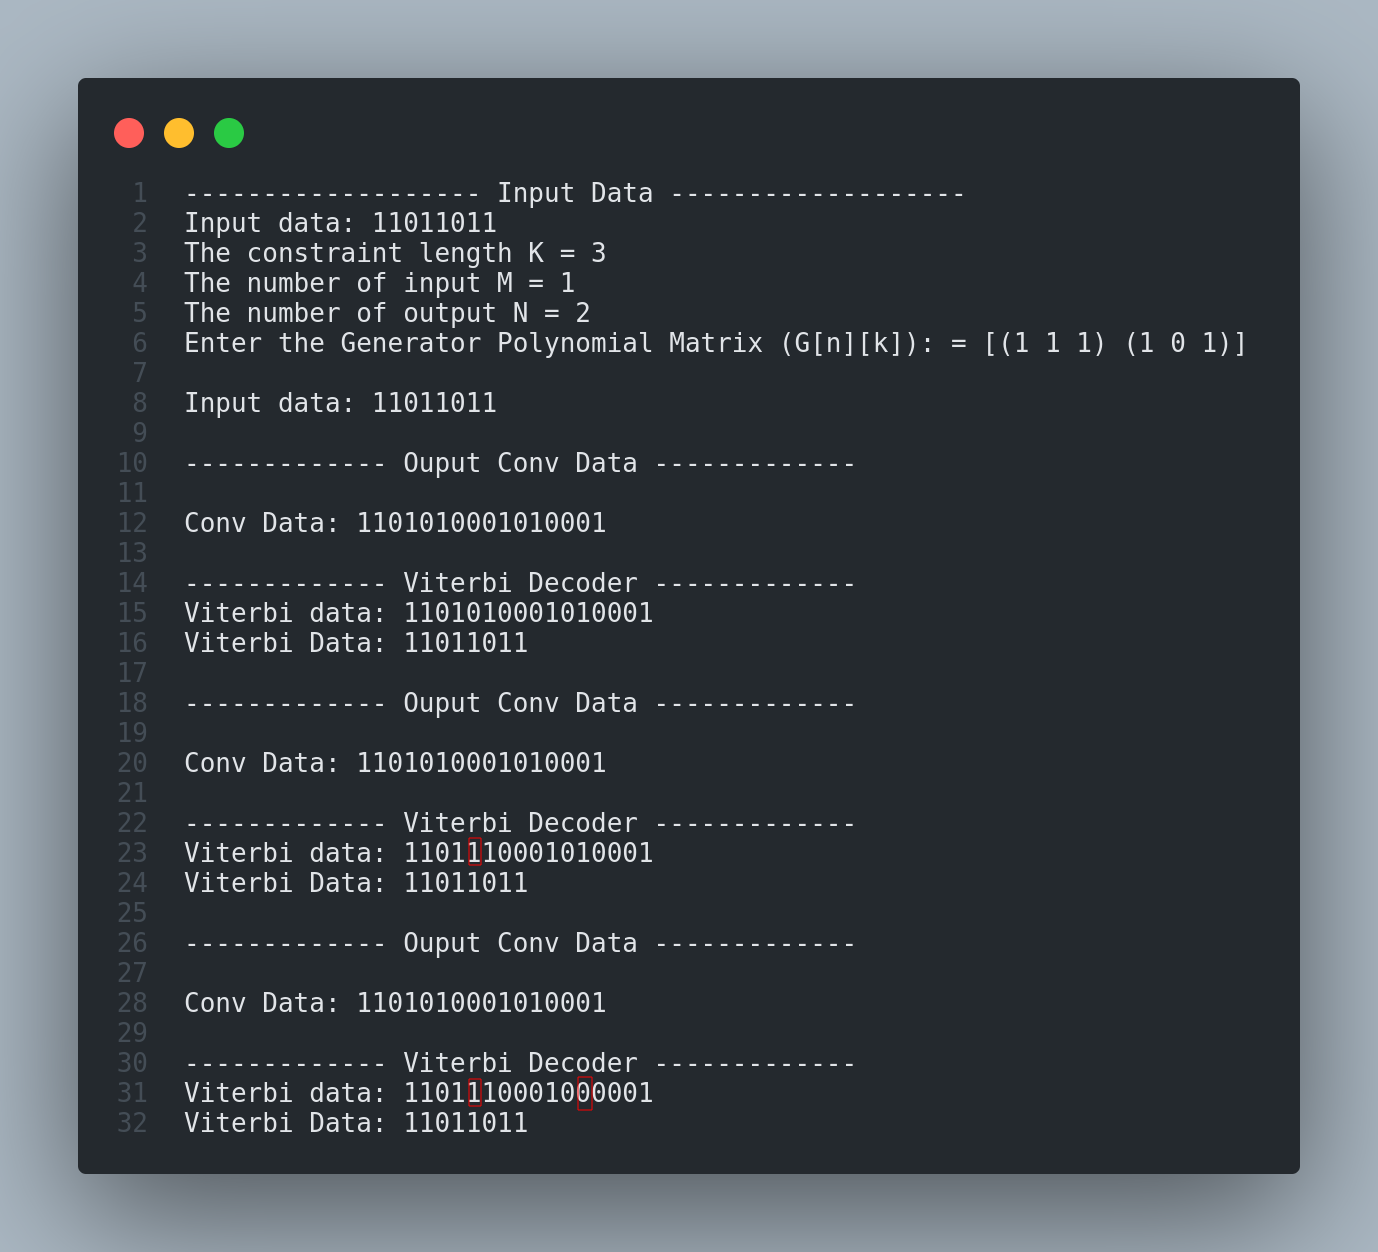 1 ------------------- Input Data -------------------
2 Input data: 11011011
3 The constraint length K = 3
4 The number of input M = 1
5 The number of output N = 2
6 Enter the Generator Polynomial Matrix (G[n][k]): = [(1 1 1) (1 0 1)]
7
8 Input data: 11011011
9
10 ------------- Ouput Conv Data -------------
11
12 Conv Data: 1101010001010001
13
14 ------------- Viterbi Decoder -------------
15 Viterbi data: 1101010001010001
16 Viterbi Data: 11011011
17
18 ------------- Ouput Conv Data -------------
19
20 Conv Data: 1101010001010001
21
22 ------------- Viterbi Decoder -------------
23 Viterbi data: 1101110001010001
24 Viterbi Data: 11011011
25
26 ------------- Ouput Conv Data -------------
27
28 Conv Data: 1101010001010001
29
30 ------------- Viterbi Decoder -------------
31 Viterbi data: 1101110001000001
32 Viterbi Data: 11011011